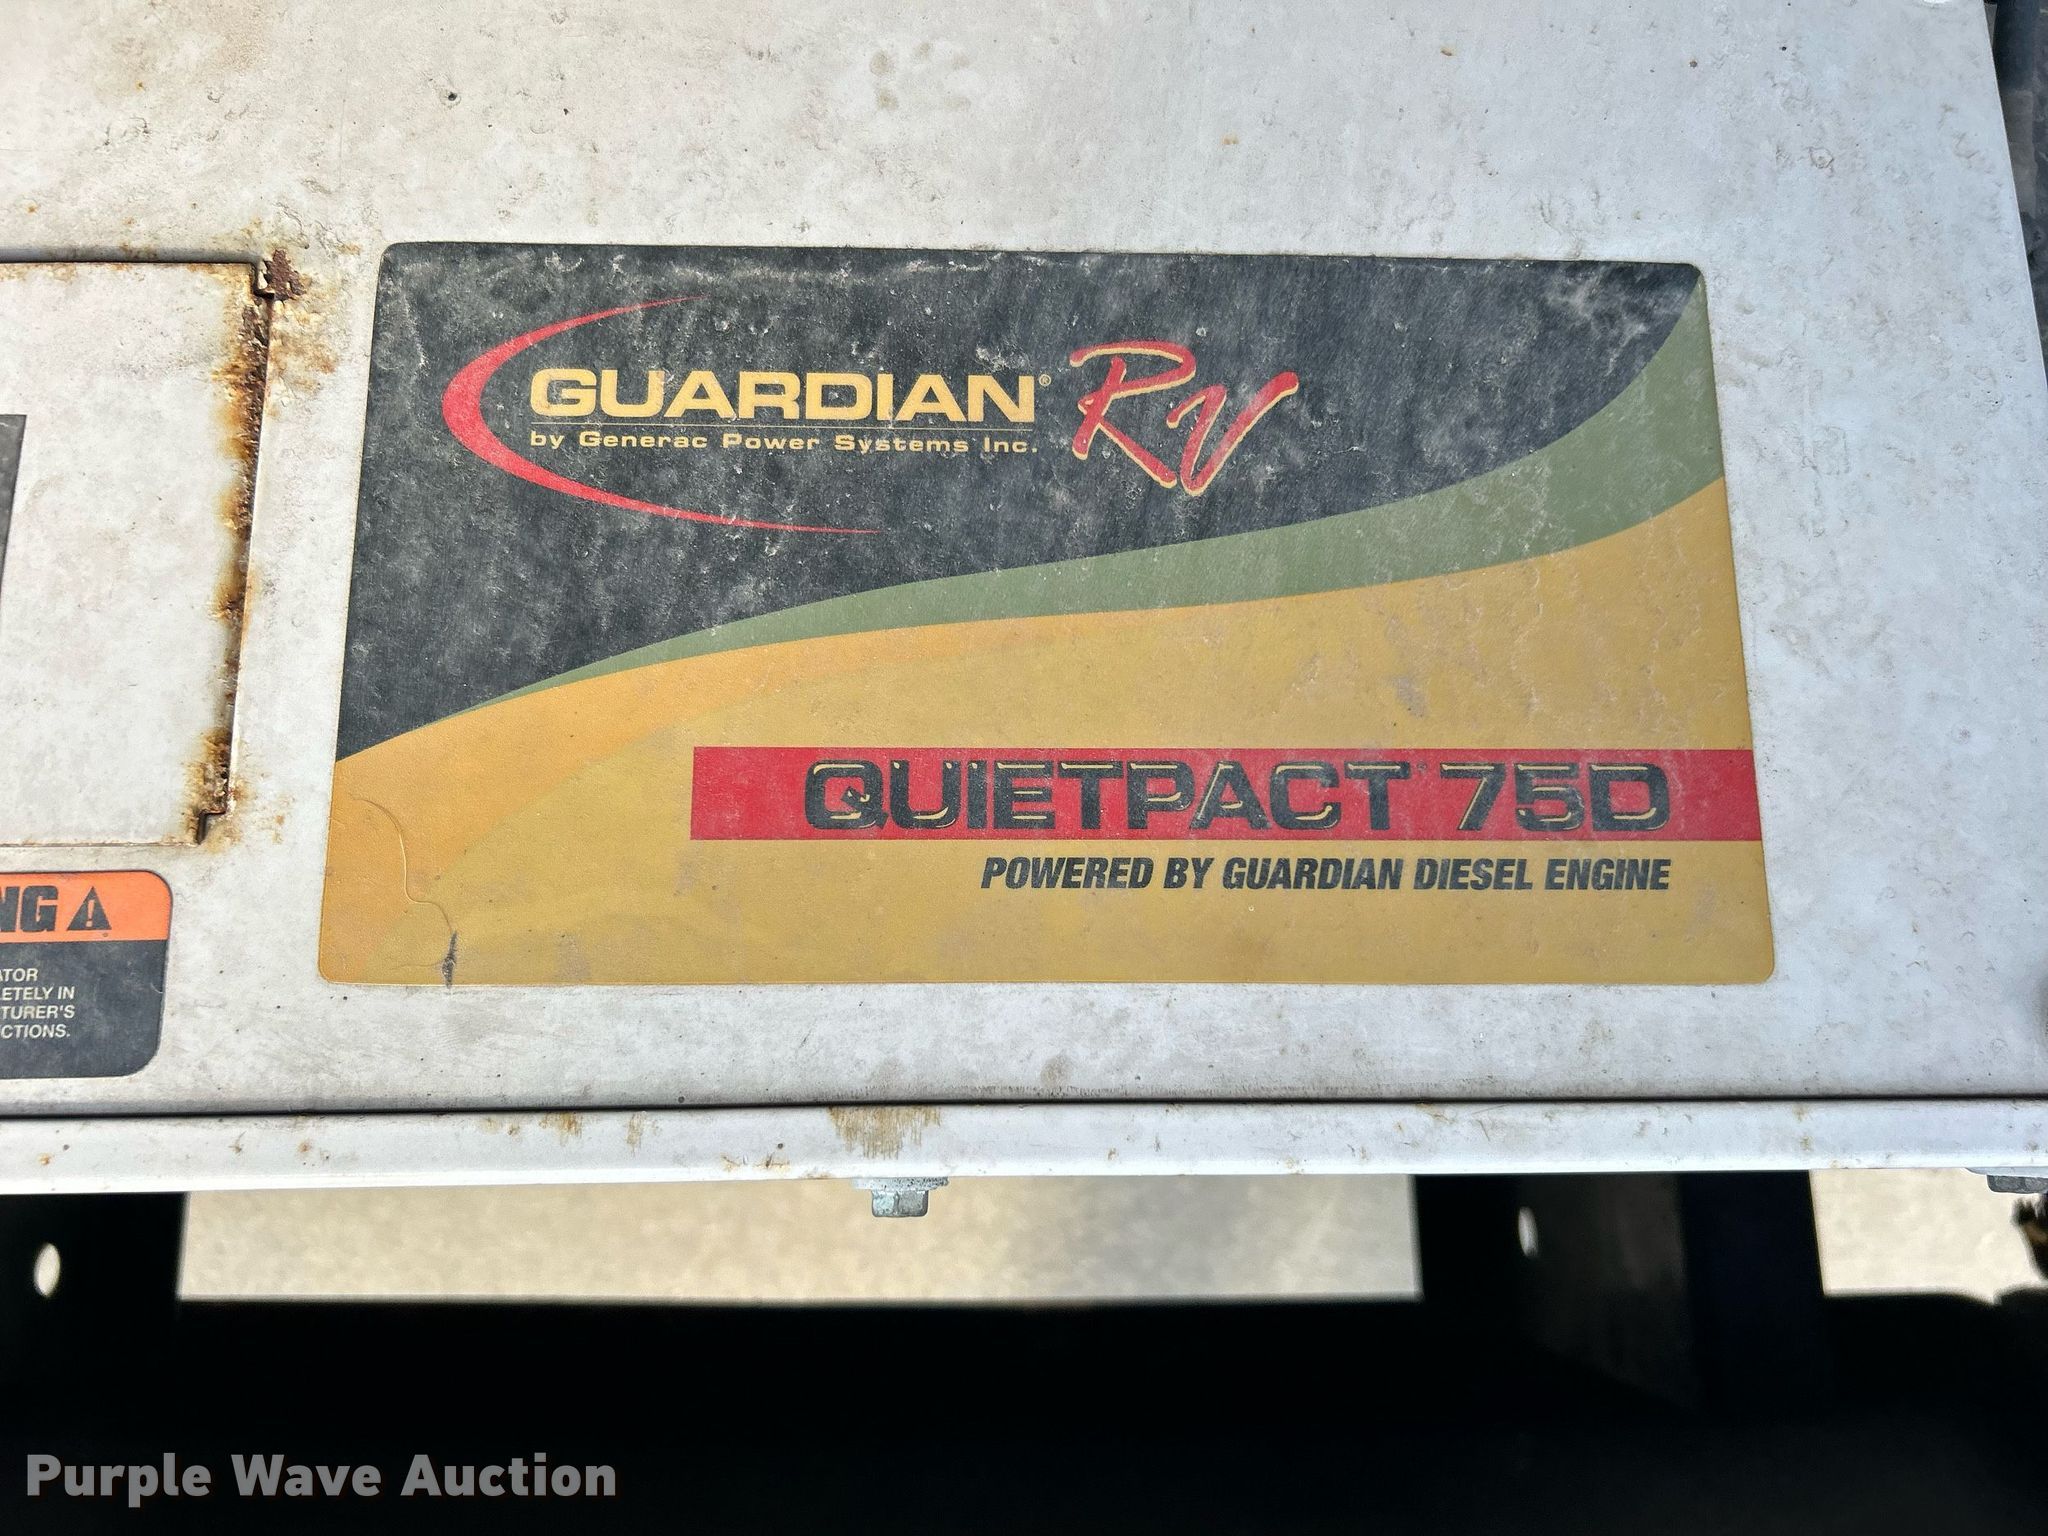 GUARDIAN® RV
by Generac Power Systems Inc.
QUIETPACT 75D
POWERED BY GUARDIAN DIESEL ENGINE
NG
ATOR
ETELY IN
TURER'S
CTIONS.
Purple Wave Auction